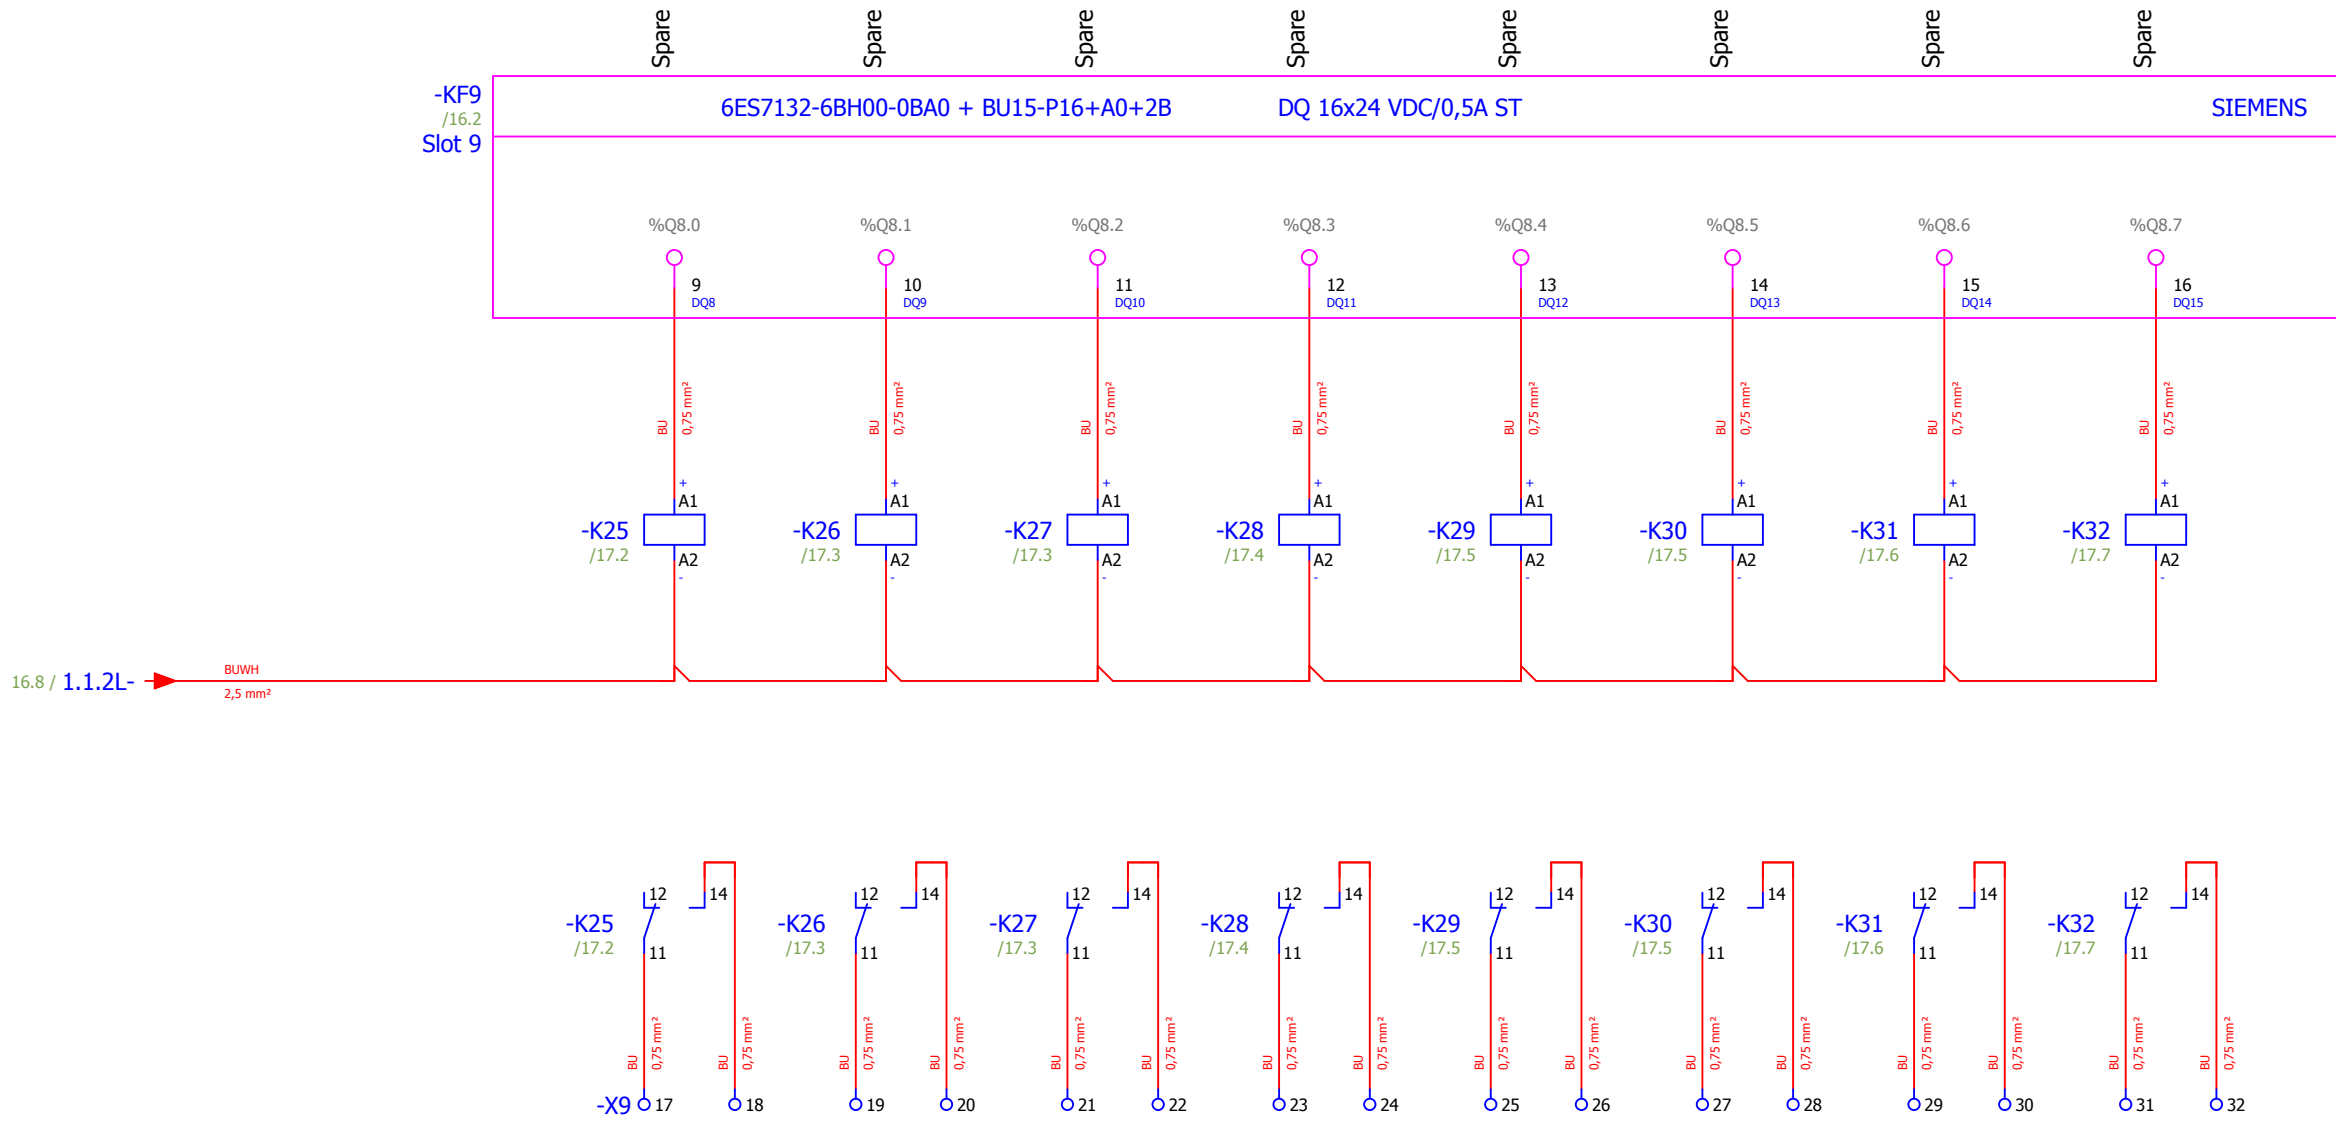 Spare Spare Spare Spare Spare Spare Spare Spare
-KF9
/16.2
Slot 9
6ES7132-6BH00-0BA0 + BU15-P16+A0+2B DQ 16x24 VDC/0,5A ST SIEMENS
%Q8.0 %Q8.1 %Q8.2 %Q8.3 %Q8.4 %Q8.5 %Q8.6 %Q8.7
9 10 11 12 13 14 15 16
DQ8 DQ9 DQ10 DQ11 DQ12 DQ13 DQ14 DQ15
BU 0,75 mm² BU 0,75 mm² BU 0,75 mm² BU 0,75 mm² BU 0,75 mm² BU 0,75 mm² BU 0,75 mm² BU 0,75 mm²
+ + + + + + + +
A1 A1 A1 A1 A1 A1 A1 A1
-K25 -K26 -K27 -K28 -K29 -K30 -K31 -K32
/17.2 /17.3 /17.3 /17.4 /17.5 /17.5 /17.6 /17.7
A2 A2 A2 A2 A2 A2 A2 A2
- - - - - - - -
16.8 / 1.1.2L-
BUWH
2,5 mm²
12 14 12 14 12 14 12 14 12 14 12 14 12 14 12 14
-K25 -K26 -K27 -K28 -K29 -K30 -K31 -K32
/17.2 /17.3 /17.3 /17.4 /17.5 /17.5 /17.6 /17.7
11 11 11 11 11 11 11 11
BU 0,75 mm² BU 0,75 mm² BU 0,75 mm² BU 0,75 mm² BU 0,75 mm² BU 0,75 mm² BU 0,75 mm² BU 0,75 mm² BU 0,75 mm² BU 0,75 mm² BU 0,75 mm² BU 0,75 mm² BU 0,75 mm² BU 0,75 mm² BU 0,75 mm² BU 0,75 mm²
-X9 17 18 19 20 21 22 23 24 25 26 27 28 29 30 31 32